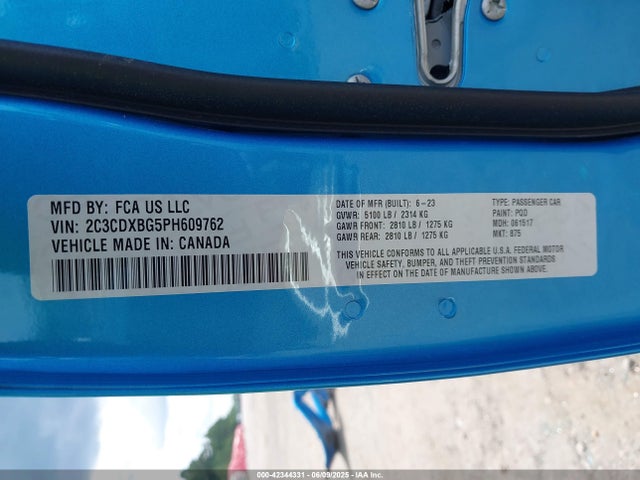 MFD BY: FCA US LLC
VIN: 2C3CDXBG5PH609762
VEHICLE MADE IN: CANADA
DATE OF MFR (BUILT): 6-23
GVWR: 5100 LB / 2314 KG
GAWR FRONT: 2810 LB / 1275 KG
GAWR REAR: 2810 LB / 1275 KG
TYPE: PASSENGER CAR
PAINT: PQD
MDH: 061517
MKT: 875
THIS VEHICLE CONFORMS TO ALL APPLICABLE U.S.A. FEDERAL MOTOR
VEHICLE SAFETY, BUMPER, AND THEFT PREVENTION STANDARDS
IN EFFECT ON THE DATE OF MANUFACTURE SHOWN ABOVE.
000-42344331 - 06/09/2025 - IAA Inc.